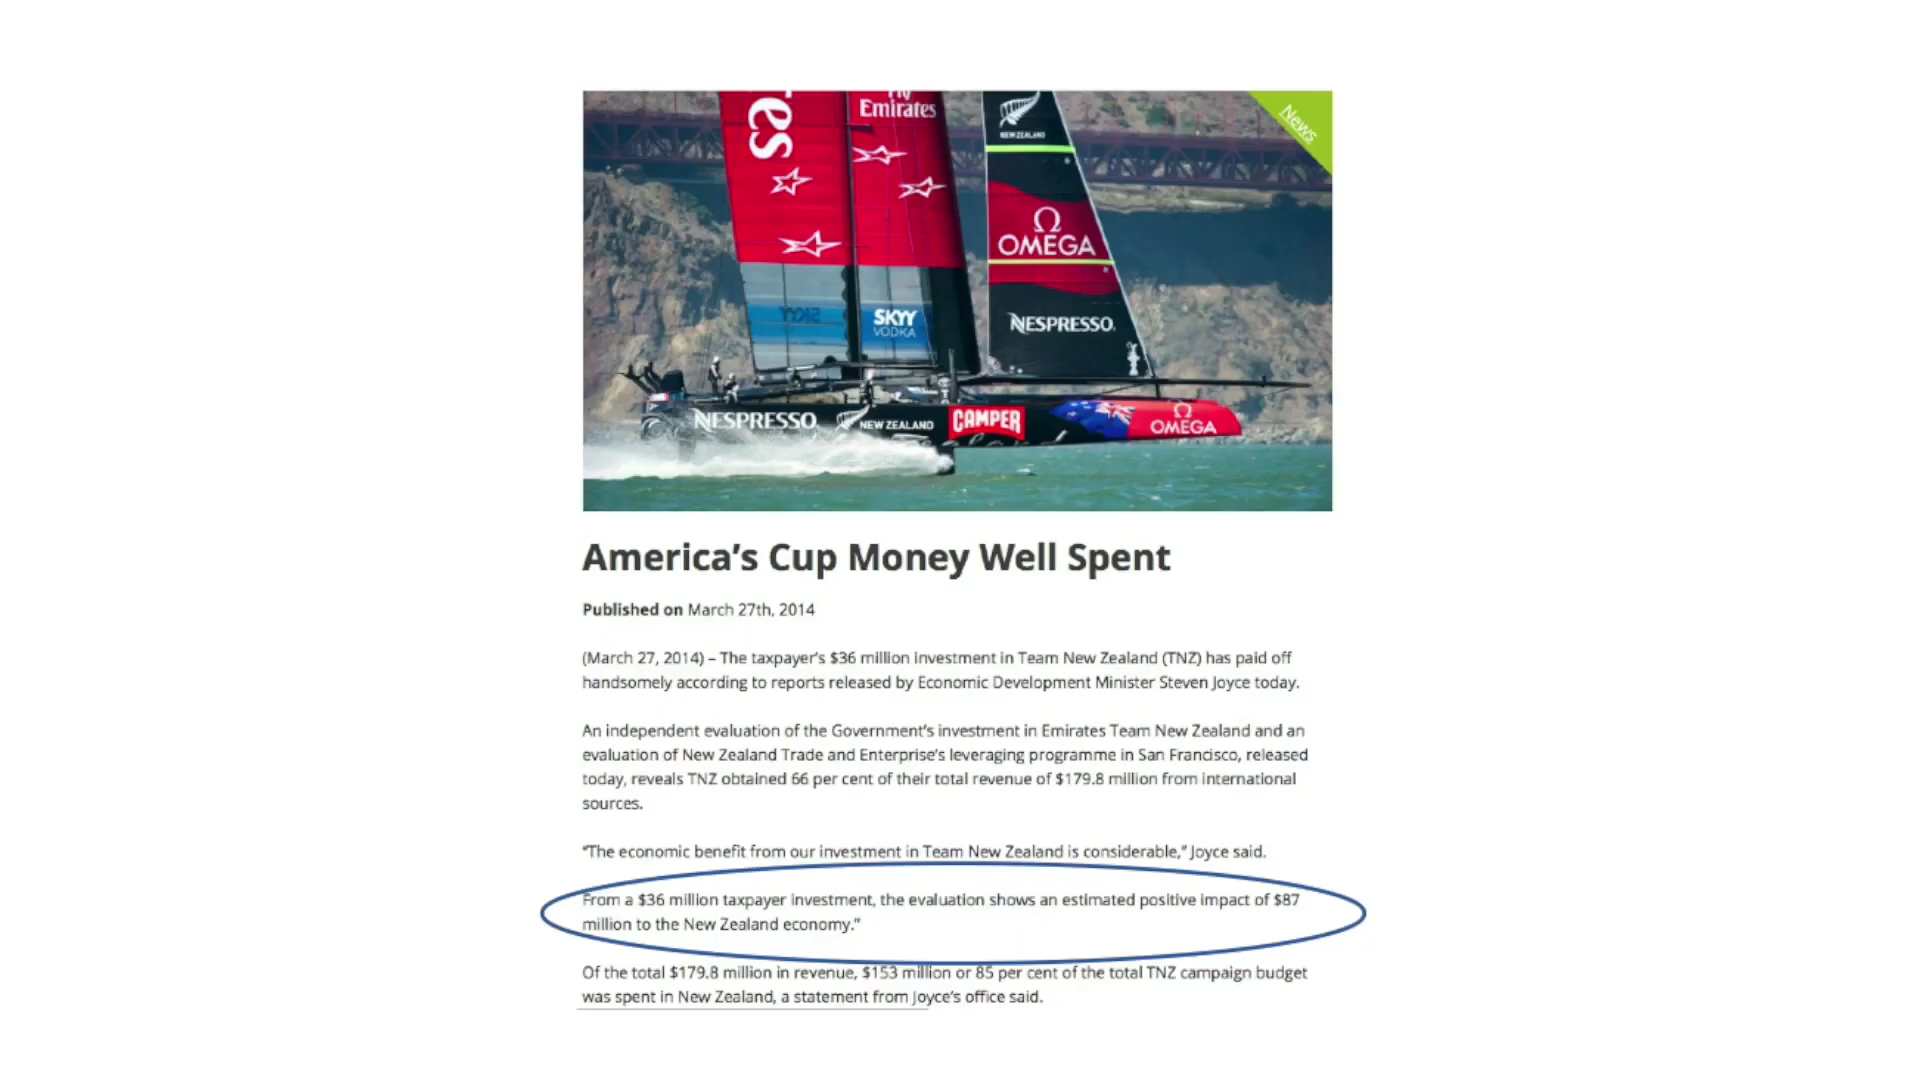 es
Fly
Emirates
NEW ZEALAND
News
OMEGA
SKYY
VODKA
NESPRESSO.
NESPRESSO
NEW ZEALAND
CAMPER
OMEGA
America's Cup Money Well Spent
Published on March 27th, 2014
(March 27, 2014) – The taxpayer's $36 million investment in Team New Zealand (TNZ) has paid off
handsomely according to reports released by Economic Development Minister Steven Joyce today.
An independent evaluation of the Government's investment in Emirates Team New Zealand and an
evaluation of New Zealand Trade and Enterprise's leveraging programme in San Francisco, released
today, reveals TNZ obtained 66 per cent of their total revenue of $179.8 million from international
sources.
"The economic benefit from our investment in Team New Zealand is considerable," Joyce said.
From a $36 million taxpayer investment, the evaluation shows an estimated positive impact of $87
million to the New Zealand economy."
Of the total $179.8 million in revenue, $153 million or 85 per cent of the total TNZ campaign budget
was spent in New Zealand, a statement from Joyce's office said.